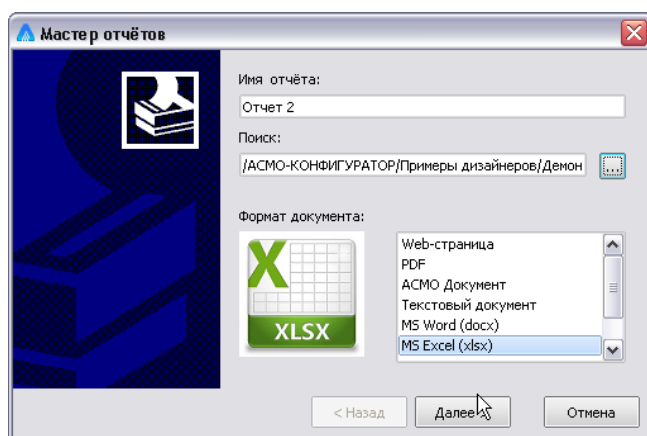 Мастер отчётов
Имя отчёта:
Отчет 2
Поиск:
/АСМО-КОНФИГУРАТОР/Примеры дизайнеров/Демон
...
Формат документа:
X
XLSX
Web-страница
PDF
АСМО Документ
Текстовый документ
MS Word (docx)
MS Excel (xlsx)
< Назад
Далее
Отмена